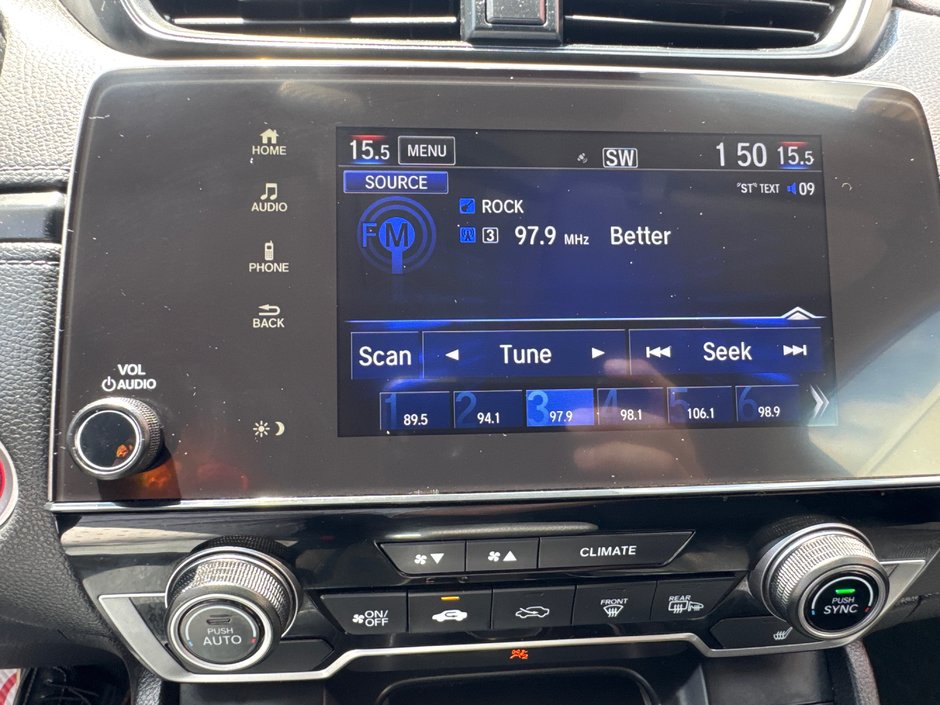 15.5 MENU SW 1 50 15.5
HOME
SOURCE "ST" TEXT 09
AUDIO
ROCK
FM 3 97.9 MHz Better
PHONE
BACK
Scan Tune Seek
VOL
AUDIO
1 89.5 2 94.1 3 97.9 4 98.1 5 106.1 6 98.9
CLIMATE
ON/OFF FRONT REAR
PUSH AUTO
PUSH SYNC